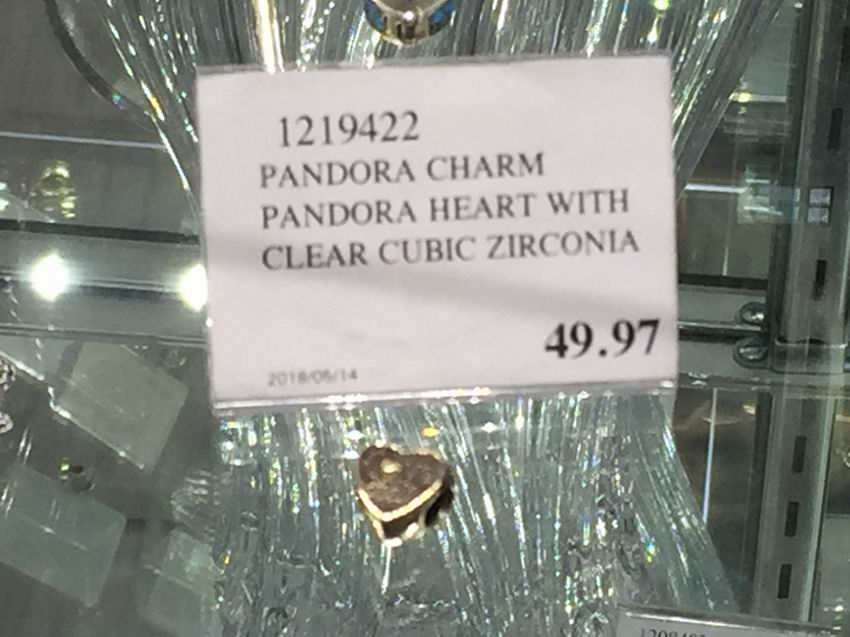 1219422
PANDORA CHARM
PANDORA HEART WITH
CLEAR CUBIC ZIRCONIA
49.97
2018/05/14